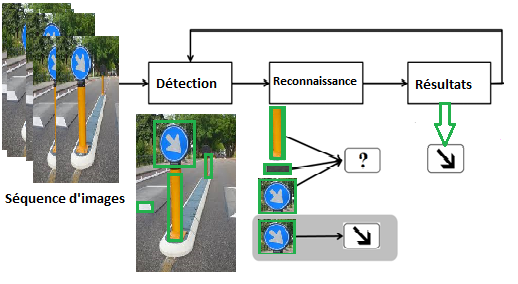 Détection
Reconnaissance
Résultats
Séquence d'images
?